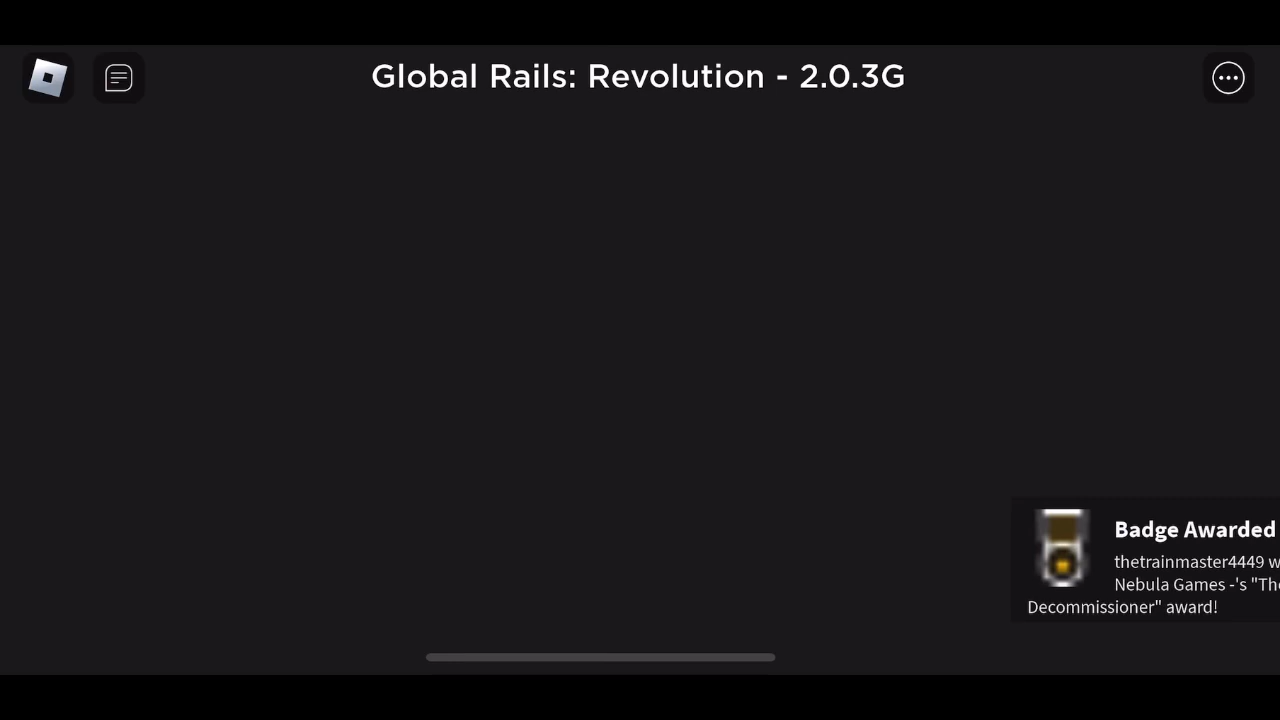 Global Rails: Revolution - 2.0.3G
Badge Awarded
thetrainmaster4449 w
Nebula Games -'s "The
Decommissioner" award!